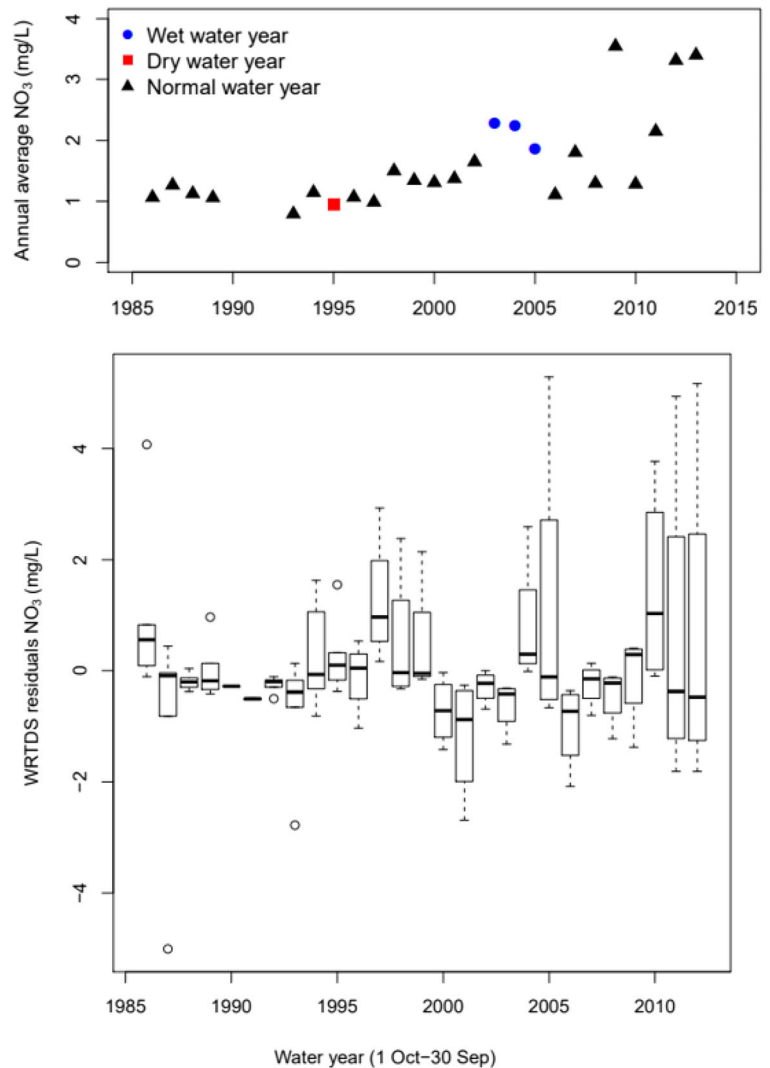 Annual average NO3 (mg/L)
4
3
2
1
0
Wet water year
Dry water year
Normal water year
1985 1990 1995 2000 2005 2010 2015
WRTDS residuals NO3 (mg/L)
4
2
0
−2
−4
1985 1990 1995 2000 2005 2010
Water year (1 Oct−30 Sep)